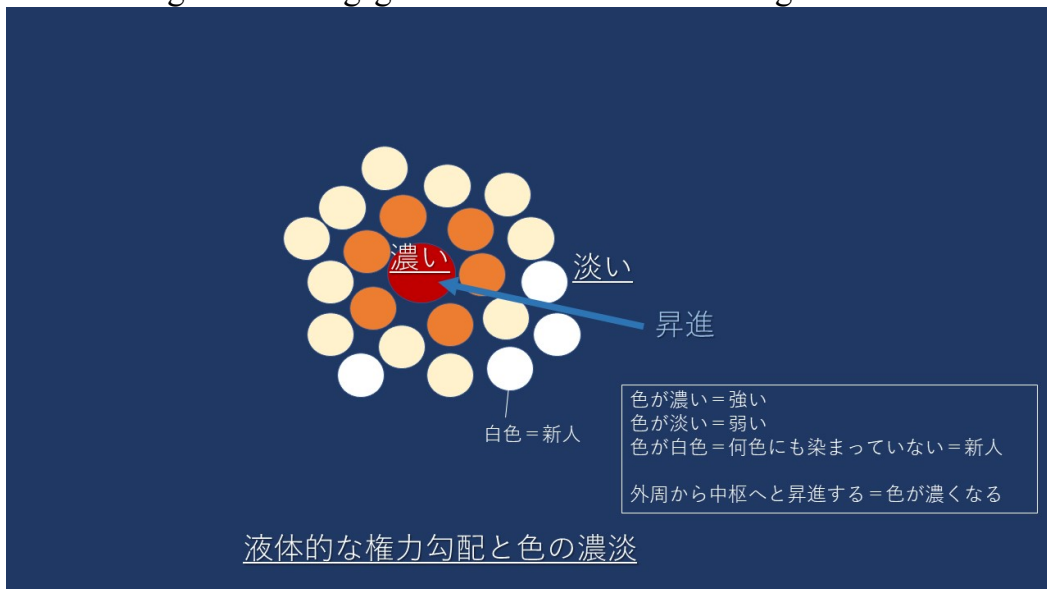 濃い
淡い
昇進
白色＝新人
色が濃い＝強い
色が淡い＝弱い
色が白色＝何色にも染まっていない＝新人
外周から中枢へと昇進する＝色が濃くなる
液体的な権力勾配と色の濃淡